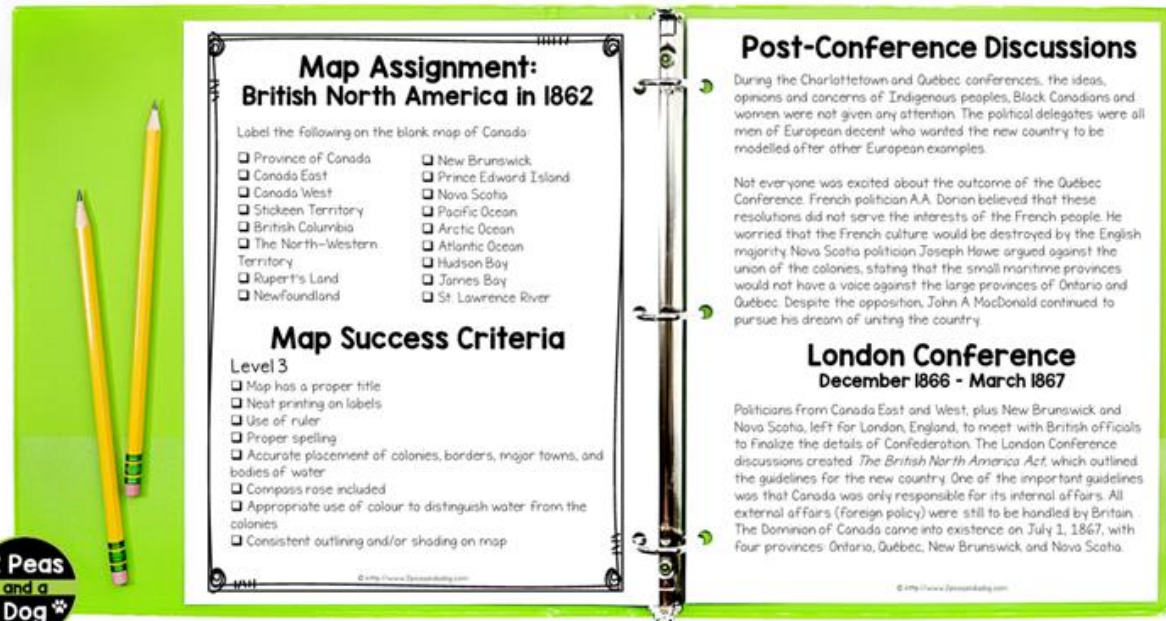 Map Assignment:
British North America in 1862
Label the following on the blank map of Canada:
❑ Province of Canada
❑ Canada East
❑ Canada West
❑ Stickeen Territory
❑ British Columbia
❑ The North-Western
Territory
❑ Rupert's Land
❑ Newfoundland
❑ New Brunswick
❑ Prince Edward Island
❑ Nova Scotia
❑ Pacific Ocean
❑ Arctic Ocean
❑ Atlantic Ocean
❑ Hudson Bay
❑ James Bay
❑ St. Lawrence River
Map Success Criteria
Level 3
❑ Map has a proper title
❑ Neat printing on labels
❑ Use of ruler
❑ Proper spelling
❑ Accurate placement of colonies, borders, major towns, and
bodies of water
❑ Compass rose included
❑ Appropriate use of colour to distinguish water from the
colonies
❑ Consistent outlining and/or shading on map
© http://www.2peasandadog.com
Post-Conference Discussions
During the Charlottetown and Québec conferences, the ideas,
opinions and concerns of Indigenous peoples, Black Canadians and
women were not given any attention. The political delegates were all
men of European decent who wanted the new country to be
modelled after other European examples.
Not everyone was excited about the outcome of the Québec
Conference. French politician A.A. Dorion believed that these
resolutions did not serve the interests of the French people. He
worried that the French culture would be destroyed by the English
majority. Nova Scotia politician Joseph Howe argued against the
union of the colonies, stating that the small maritime provinces
would not have a voice against the large provinces of Ontario and
Québec. Despite the opposition, John A MacDonald continued to
pursue his dream of uniting the country.
London Conference
December 1866 - March 1867
Politicians from Canada East and West, plus New Brunswick and
Nova Scotia, left for London, England, to meet with British officials
to finalize the details of Confederation. The London Conference
discussions created The British North America Act, which outlined
the guidelines for the new country. One of the important guidelines
was that Canada was only responsible for its internal affairs. All
external affairs (foreign policy) were still to be handled by Britain.
The Dominion of Canada came into existence on July 1, 1867, with
four provinces: Ontario, Québec, New Brunswick and Nova Scotia.
© http://www.2peasandadog.com
Peas
and a
Dog